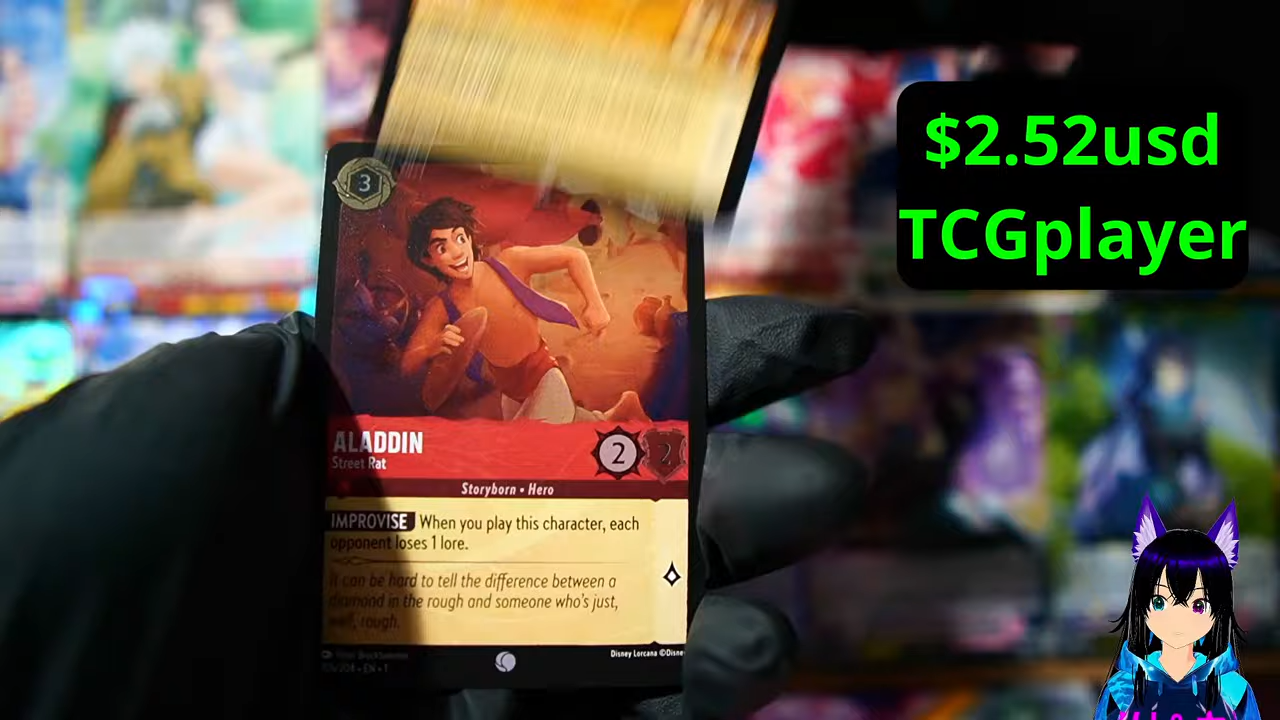 $2.52usd
TCGplayer
3
ALADDIN
Street Rat
2 2
Storyborn • Hero
IMPROVISE When you play this character, each
opponent loses 1 lore.
It can be hard to tell the difference between a
diamond in the rough and someone who's just,
well, rough.
Disney Lorcana ©Disne